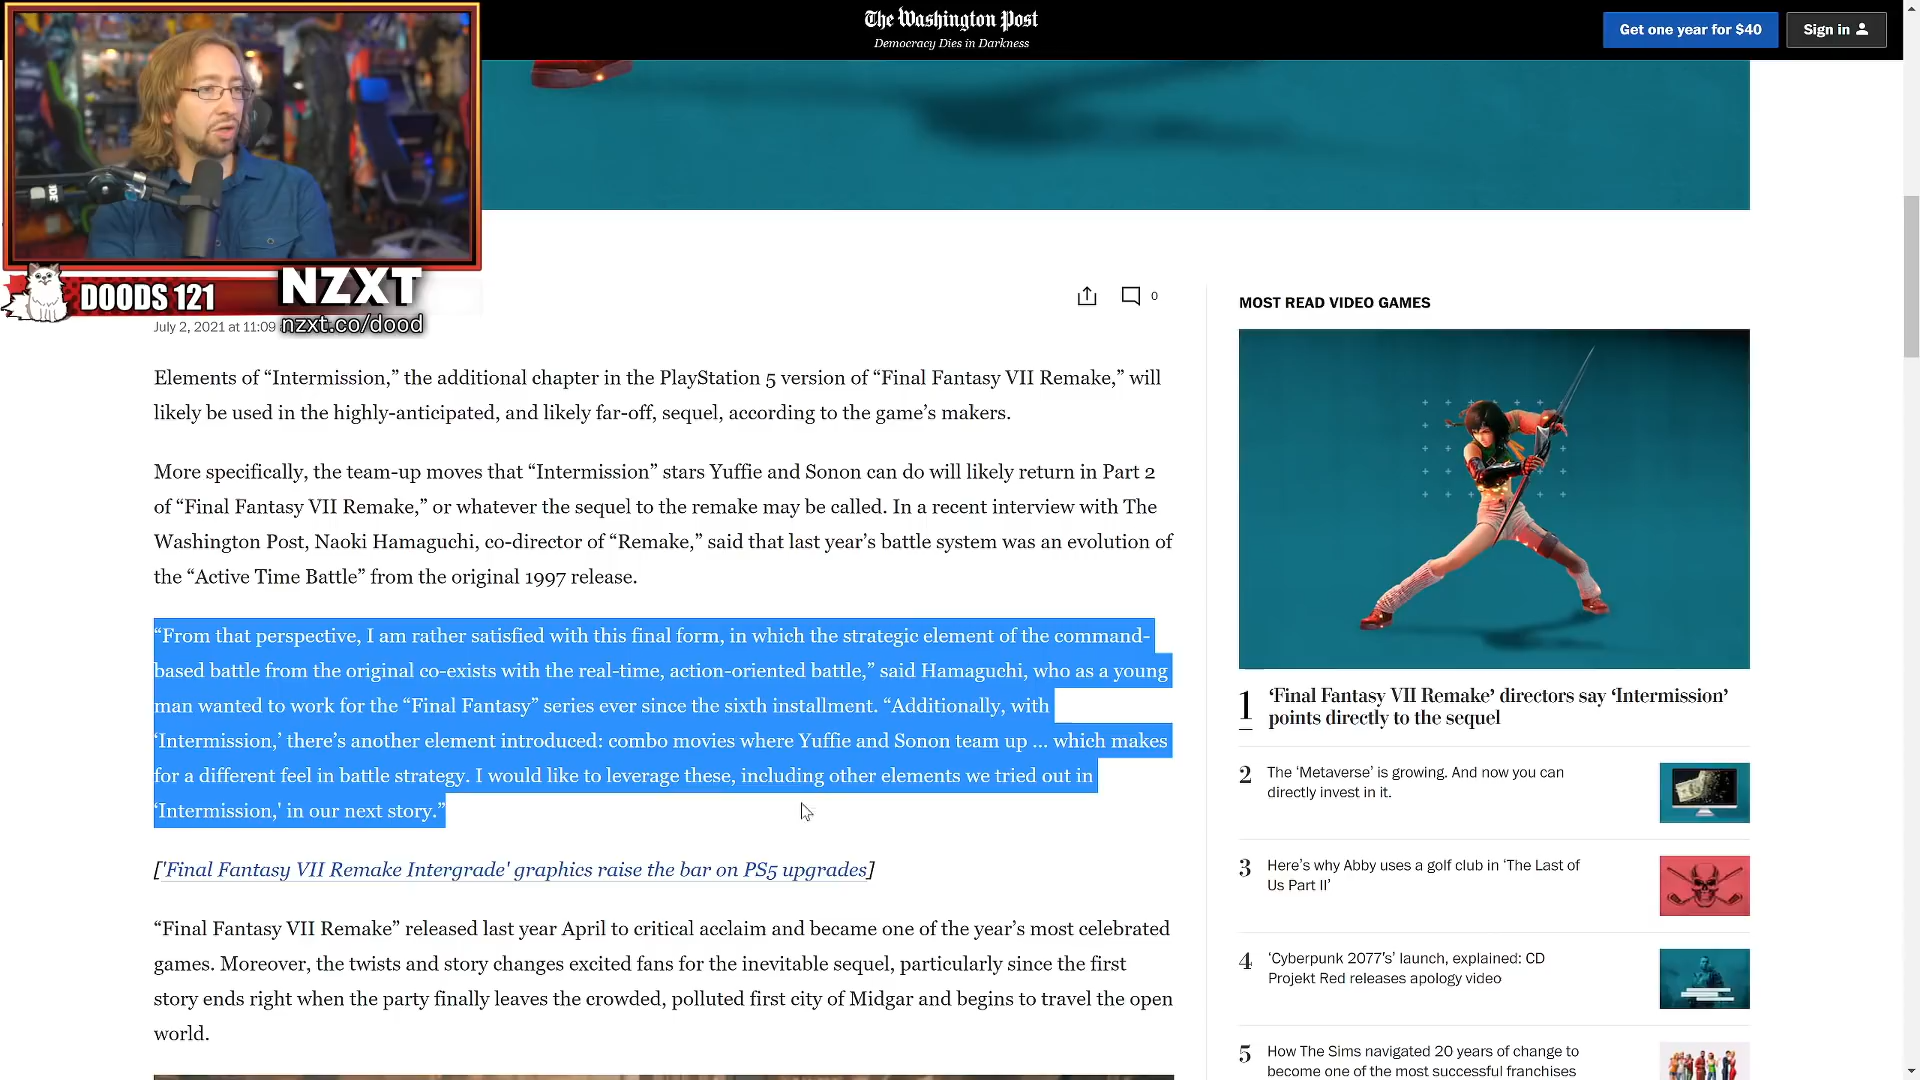 The Washington Post
Democracy Dies in Darkness
Get one year for $40
Sign in
DOODS 121
NZXT
nzxt.co/dood
July 2, 2021 at 11:09
0
Elements of “Intermission,” the additional chapter in the PlayStation 5 version of “Final Fantasy VII Remake,” will
likely be used in the highly-anticipated, and likely far-off, sequel, according to the game’s makers.
More specifically, the team-up moves that “Intermission” stars Yuffie and Sonon can do will likely return in Part 2
of “Final Fantasy VII Remake,” or whatever the sequel to the remake may be called. In a recent interview with The
Washington Post, Naoki Hamaguchi, co-director of “Remake,” said that last year’s battle system was an evolution of
the “Active Time Battle” from the original 1997 release.
“From that perspective, I am rather satisfied with this final form, in which the strategic element of the command-
based battle from the original co-exists with the real-time, action-oriented battle,” said Hamaguchi, who as a young
man wanted to work for the “Final Fantasy” series ever since the sixth installment. “Additionally, with
‘Intermission,’ there’s another element introduced: combo movies where Yuffie and Sonon team up ... which makes
for a different feel in battle strategy. I would like to leverage these, including other elements we tried out in
‘Intermission,' in our next story.”
['Final Fantasy VII Remake Intergrade' graphics raise the bar on PS5 upgrades]
“Final Fantasy VII Remake” released last year April to critical acclaim and became one of the year’s most celebrated
games. Moreover, the twists and story changes excited fans for the inevitable sequel, particularly since the first
story ends right when the party finally leaves the crowded, polluted first city of Midgar and begins to travel the open
world.
MOST READ VIDEO GAMES
1
‘Final Fantasy VII Remake’ directors say ‘Intermission’
points directly to the sequel
2
The ‘Metaverse’ is growing. And now you can
directly invest in it.
3
Here’s why Abby uses a golf club in ‘The Last of
Us Part II’
4
‘Cyberpunk 2077’s’ launch, explained: CD
Projekt Red releases apology video
5
How The Sims navigated 20 years of change to
become one of the most successful franchises